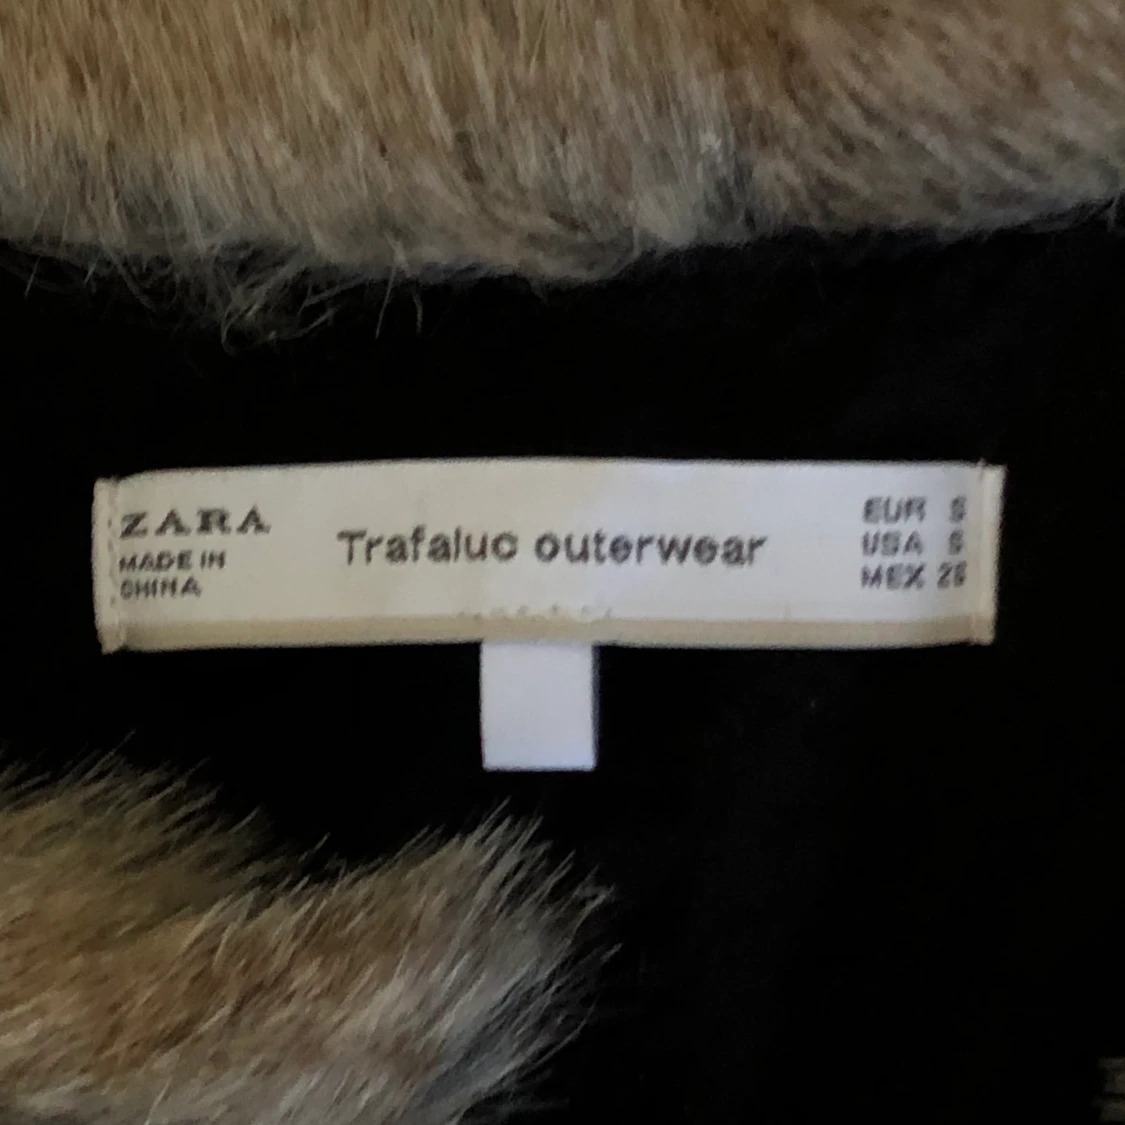 ZARA
MADE IN
CHINA
Trafaluc outerwear
EUR S
USA S
MEX 26